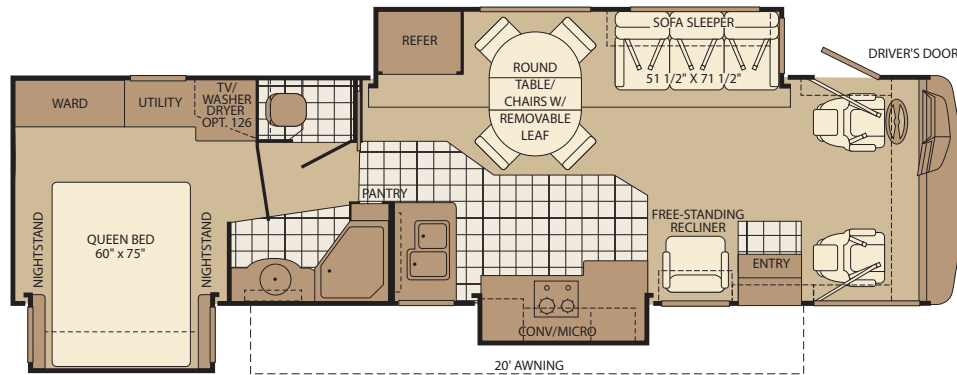 REFER
SOFA SLEEPER
51 1/2" X 71 1/2"
DRIVER'S DOOR
ROUND
TABLE/
CHAIRS W/
REMOVABLE
LEAF
WARD
UTILITY
TV/
WASHER
DRYER
OPT. 126
PANTRY
NIGHTSTAND
QUEEN BED
60" x 75"
NIGHTSTAND
FREE-STANDING
RECLINER
ENTRY
CONV/MICRO
20' AWNING